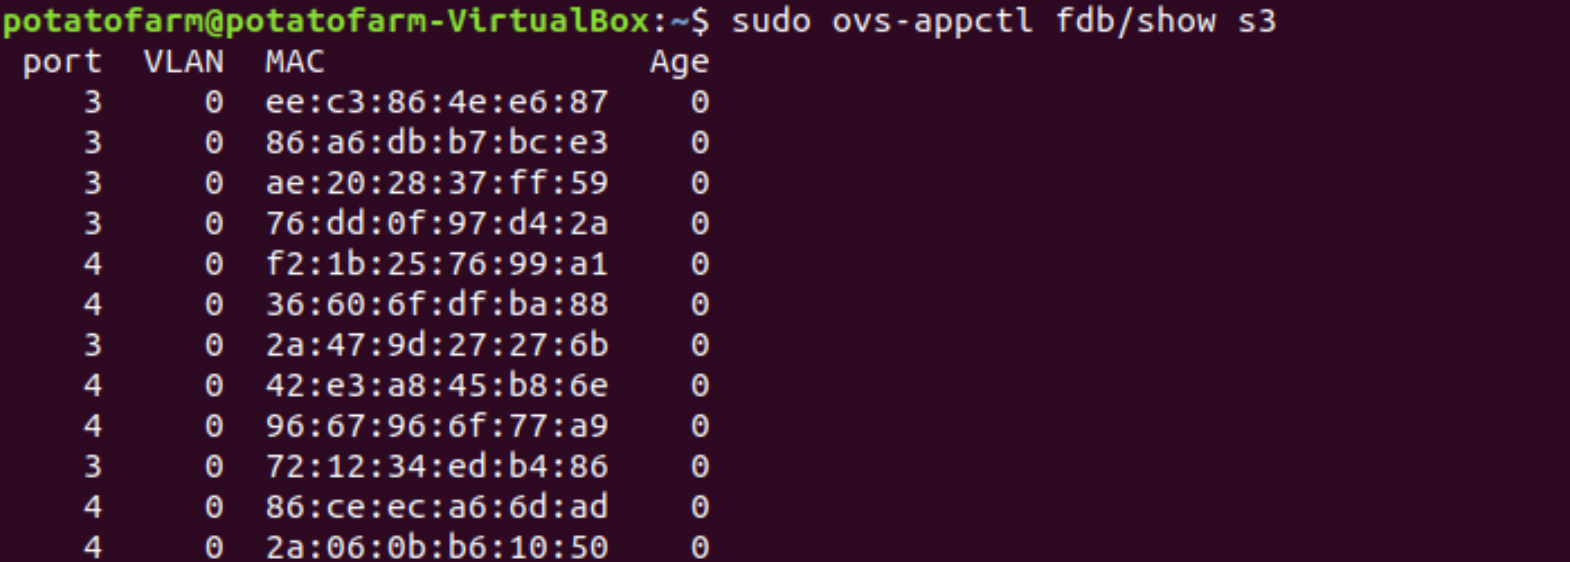 potatofarm@potatofarm-VirtualBox:~$ sudo ovs-appctl fdb/show s3
port  VLAN  MAC                Age
3     0  ee:c3:86:4e:e6:87    0
3     0  86:a6:db:b7:bc:e3    0
3     0  ae:20:28:37:ff:59    0
3     0  76:dd:0f:97:d4:2a    0
4     0  f2:1b:25:76:99:a1    0
4     0  36:60:6f:df:ba:88    0
3     0  2a:47:9d:27:27:6b    0
4     0  42:e3:a8:45:b8:6e    0
4     0  96:67:96:6f:77:a9    0
3     0  72:12:34:ed:b4:86    0
4     0  86:ce:ec:a6:6d:ad    0
4     0  2a:06:0b:b6:10:50    0